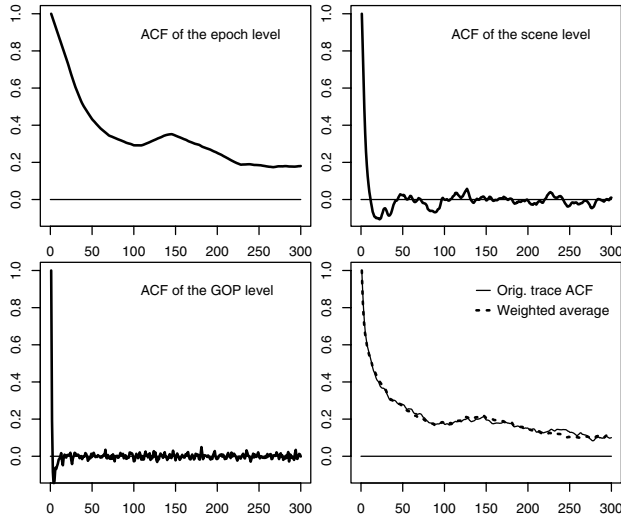 ACF of the epoch level
1.0
0.8
0.6
0.4
0.2
0.0
0 50 100 150 200 250 300
ACF of the scene level
1.0
0.8
0.6
0.4
0.2
0.0
0 50 100 150 200 250 300
ACF of the GOP level
1.0
0.8
0.6
0.4
0.2
0.0
0 50 100 150 200 250 300
Orig. trace ACF
Weighted average
1.0
0.8
0.6
0.4
0.2
0.0
0 50 100 150 200 250 300